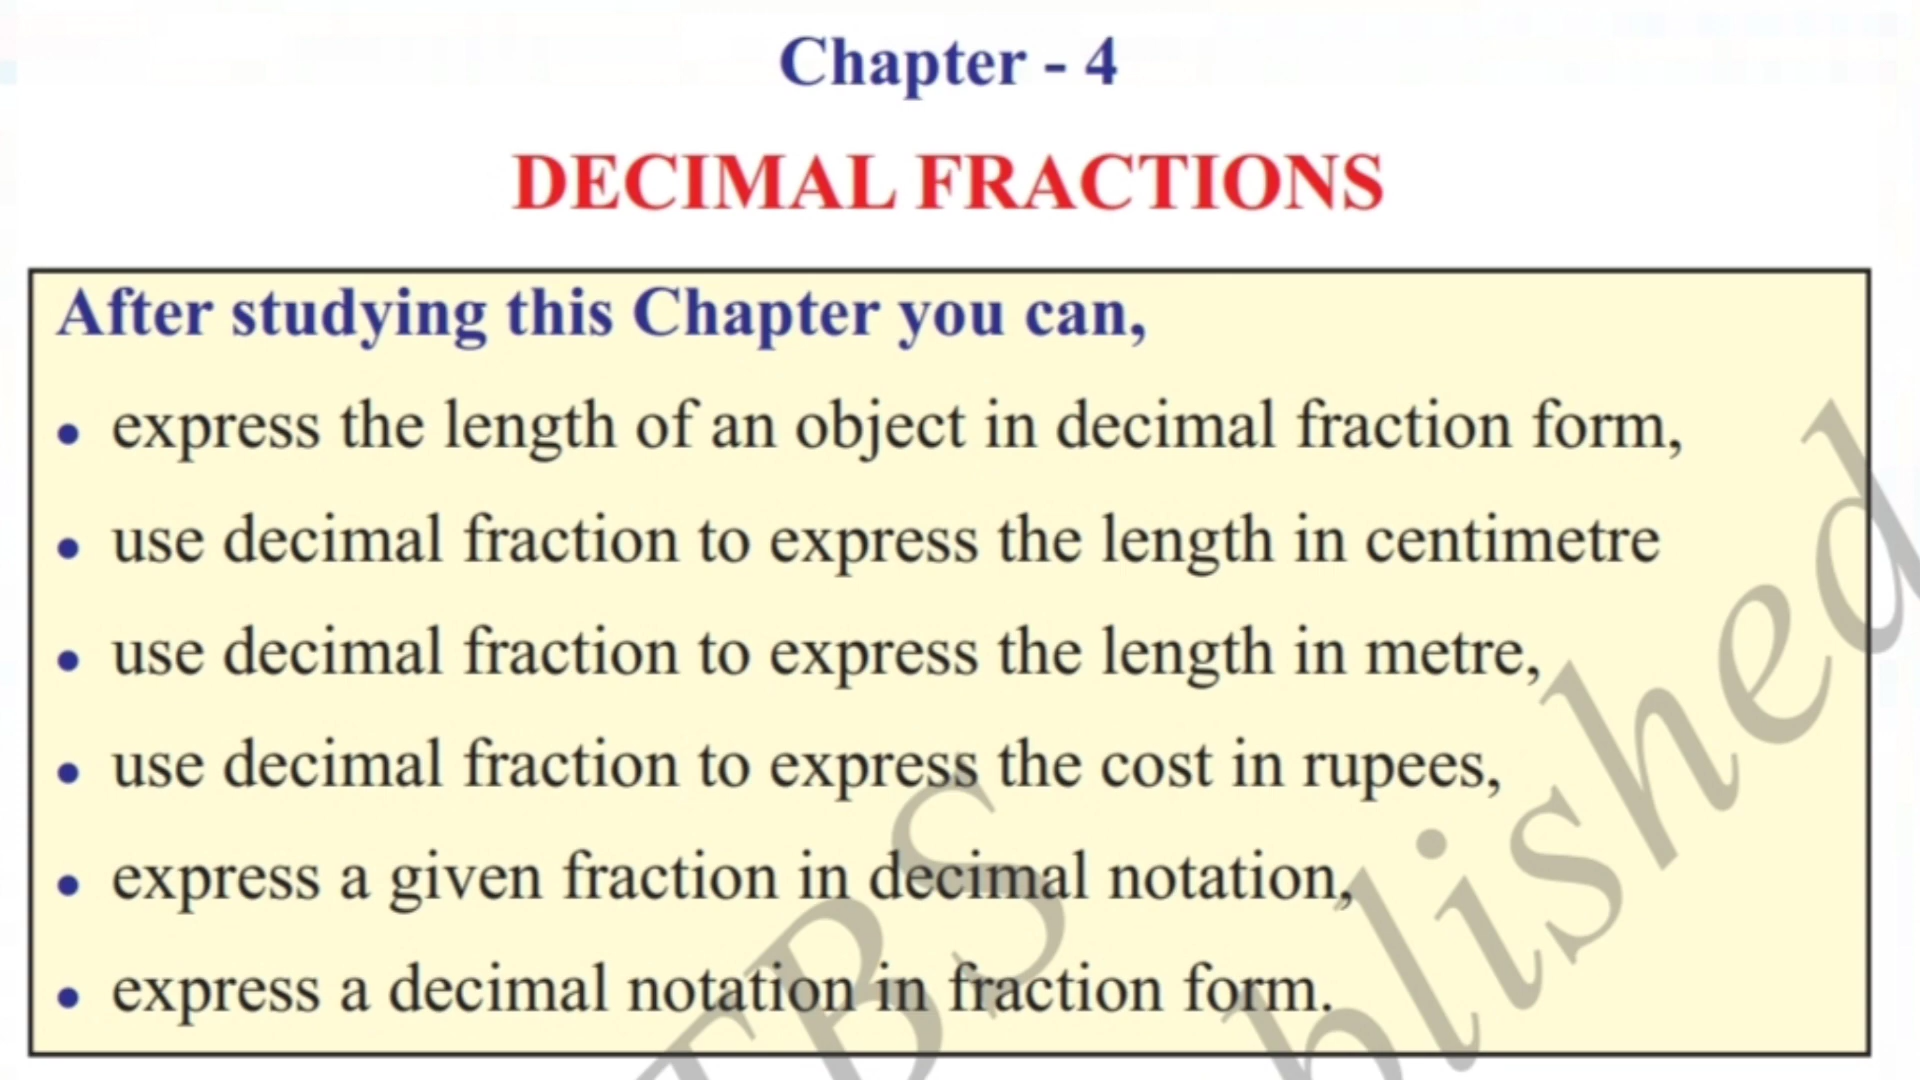 Chapter - 4
DECIMAL FRACTIONS
After studying this Chapter you can,
• express the length of an object in decimal fraction form,
• use decimal fraction to express the length in centimetre
• use decimal fraction to express the length in metre,
• use decimal fraction to express the cost in rupees,
• express a given fraction in decimal notation,
• express a decimal notation in fraction form.
TBS
blished